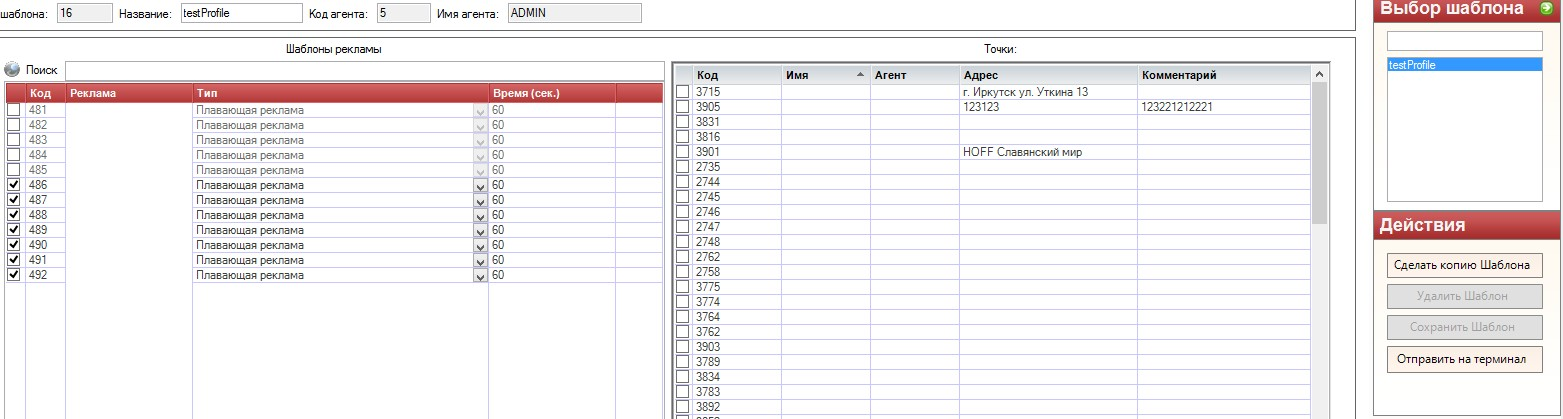 шаблона: 16 Название: testProfile Код агента: 5 Имя агента: ADMIN
Шаблоны рекламы
Поиск
Код Реклама Тип Время (сек.)
481 Плавающая реклама 60
482 Плавающая реклама 60
483 Плавающая реклама 60
484 Плавающая реклама 60
485 Плавающая реклама 60
486 Плавающая реклама 60
487 Плавающая реклама 60
488 Плавающая реклама 60
489 Плавающая реклама 60
490 Плавающая реклама 60
491 Плавающая реклама 60
492 Плавающая реклама 60
Точки:
Код Имя Агент Адрес Комментарий
3715 г. Иркутск ул. Уткина 13
3905 123123 123221212221
3831
3816
3901 HOFF Славянский мир
2735
2744
2745
2746
2747
2748
2762
2758
3775
3774
3764
3762
3903
3789
3834
3783
3892
Выбор шаблона
testProfile
Действия
Сделать копию Шаблона
Удалить Шаблон
Сохранить Шаблон
Отправить на терминал